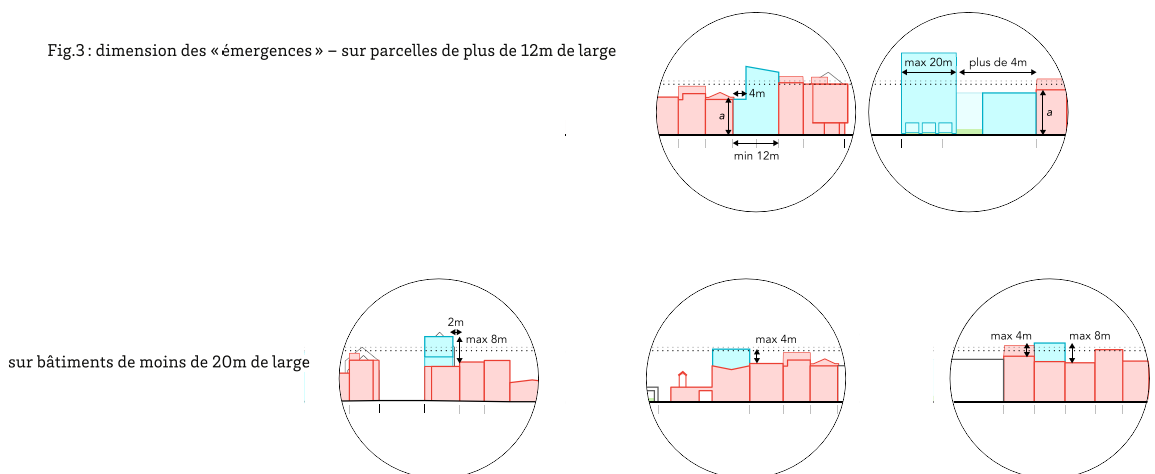 Fig.3 : dimension des « émergences » – sur parcelles de plus de 12m de large
4m
a
min 12m
max 20m
plus de 4m
a
sur bâtiments de moins de 20m de large
2m
max 8m
max 4m
max 4m
max 8m